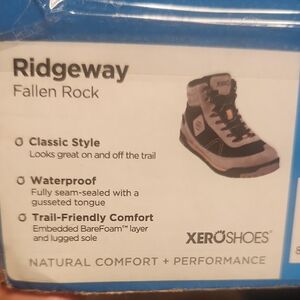 Ridgeway
Fallen Rock
Classic Style
Looks great on and off the trail
Waterproof
Fully seam-sealed with a
gusseted tongue
Trail-Friendly Comfort
Embedded BareFoam™ layer
and lugged sole
XEROSHOES®
NATURAL COMFORT + PERFORMANCE